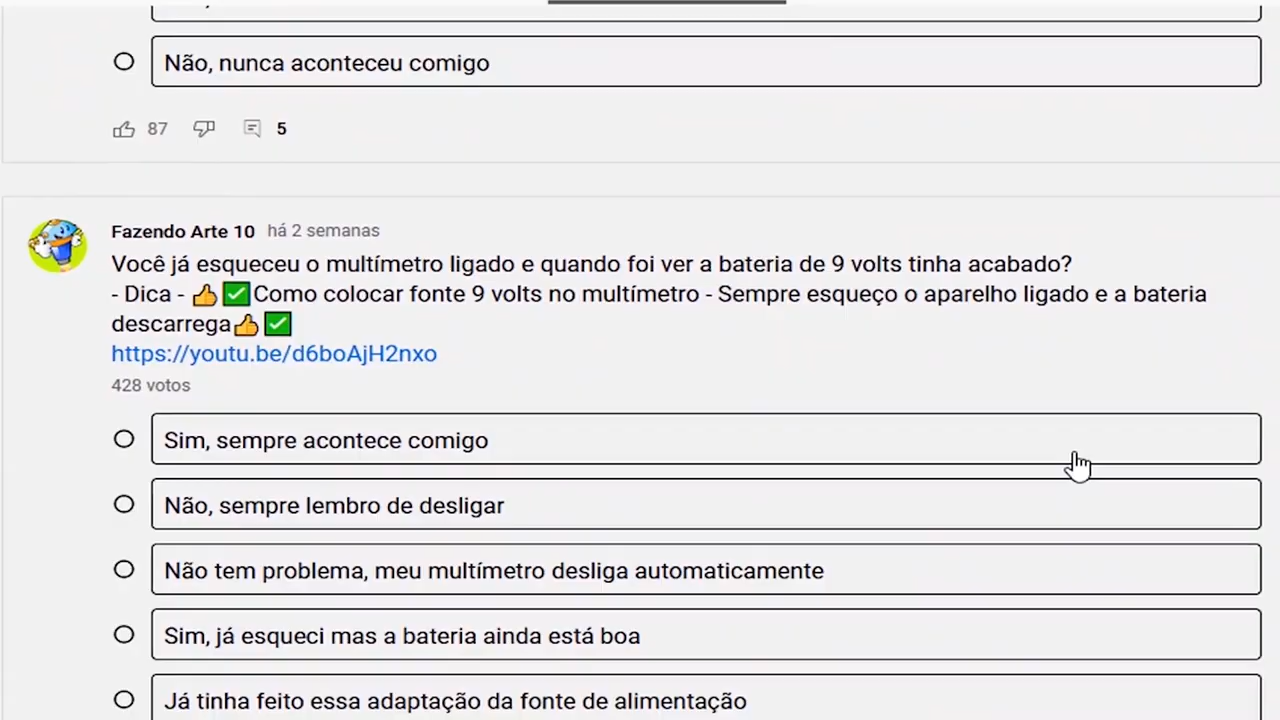 Não, nunca aconteceu comigo
87 5
Fazendo Arte 10 há 2 semanas
Você já esqueceu o multímetro ligado e quando foi ver a bateria de 9 volts tinha acabado?
- Dica - 👍✅Como colocar fonte 9 volts no multímetro - Sempre esqueço o aparelho ligado e a bateria
descarrega👍✅
https://youtu.be/d6boAjH2nxo
428 votos
Sim, sempre acontece comigo
Não, sempre lembro de desligar
Não tem problema, meu multímetro desliga automaticamente
Sim, já esqueci mas a bateria ainda está boa
Já tinha feito essa adaptação da fonte de alimentação